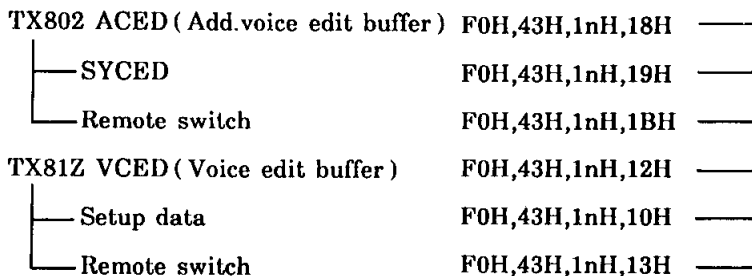 TX802 ACED (Add.voice edit buffer) F0H,43H,1nH,18H
SYCED F0H,43H,1nH,19H
Remote switch F0H,43H,1nH,1BH
TX81Z VCED (Voice edit buffer) F0H,43H,1nH,12H
Setup data F0H,43H,1nH,10H
Remote switch F0H,43H,1nH,13H